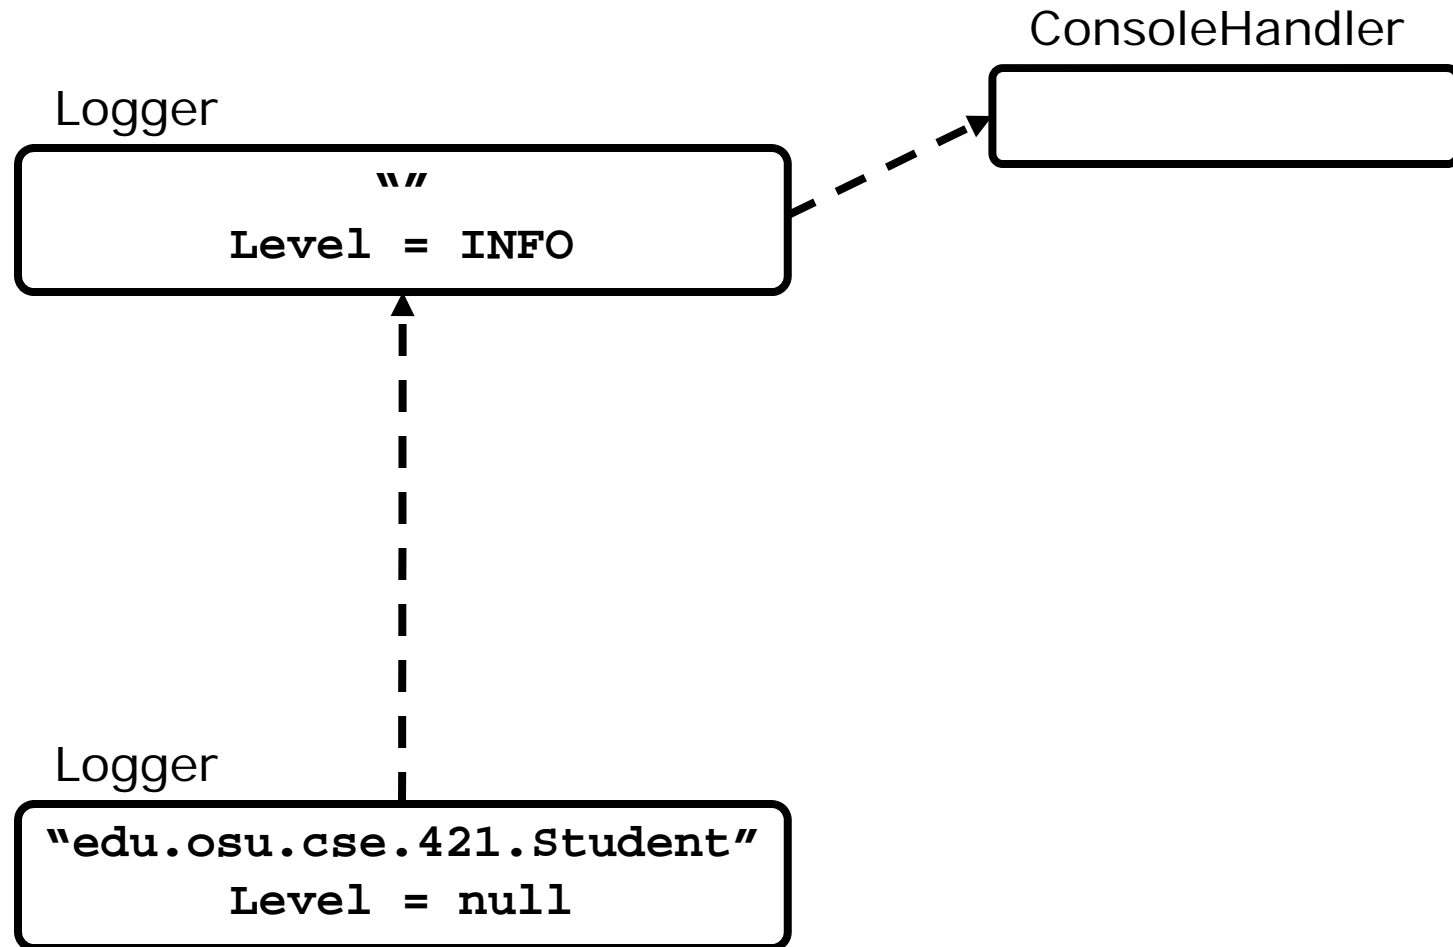 ConsoleHandler
Logger
“”
Level = INFO
Logger
“edu.osu.cse.421.Student”
Level = null